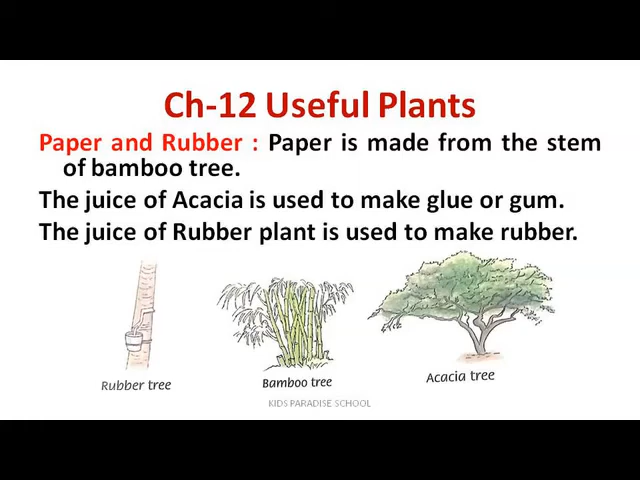 Ch-12 Useful Plants
Paper and Rubber : Paper is made from the stem
of bamboo tree.
The juice of Acacia is used to make glue or gum.
The juice of Rubber plant is used to make rubber.
Rubber tree
Bamboo tree
Acacia tree
KIDS PARADISE SCHOOL